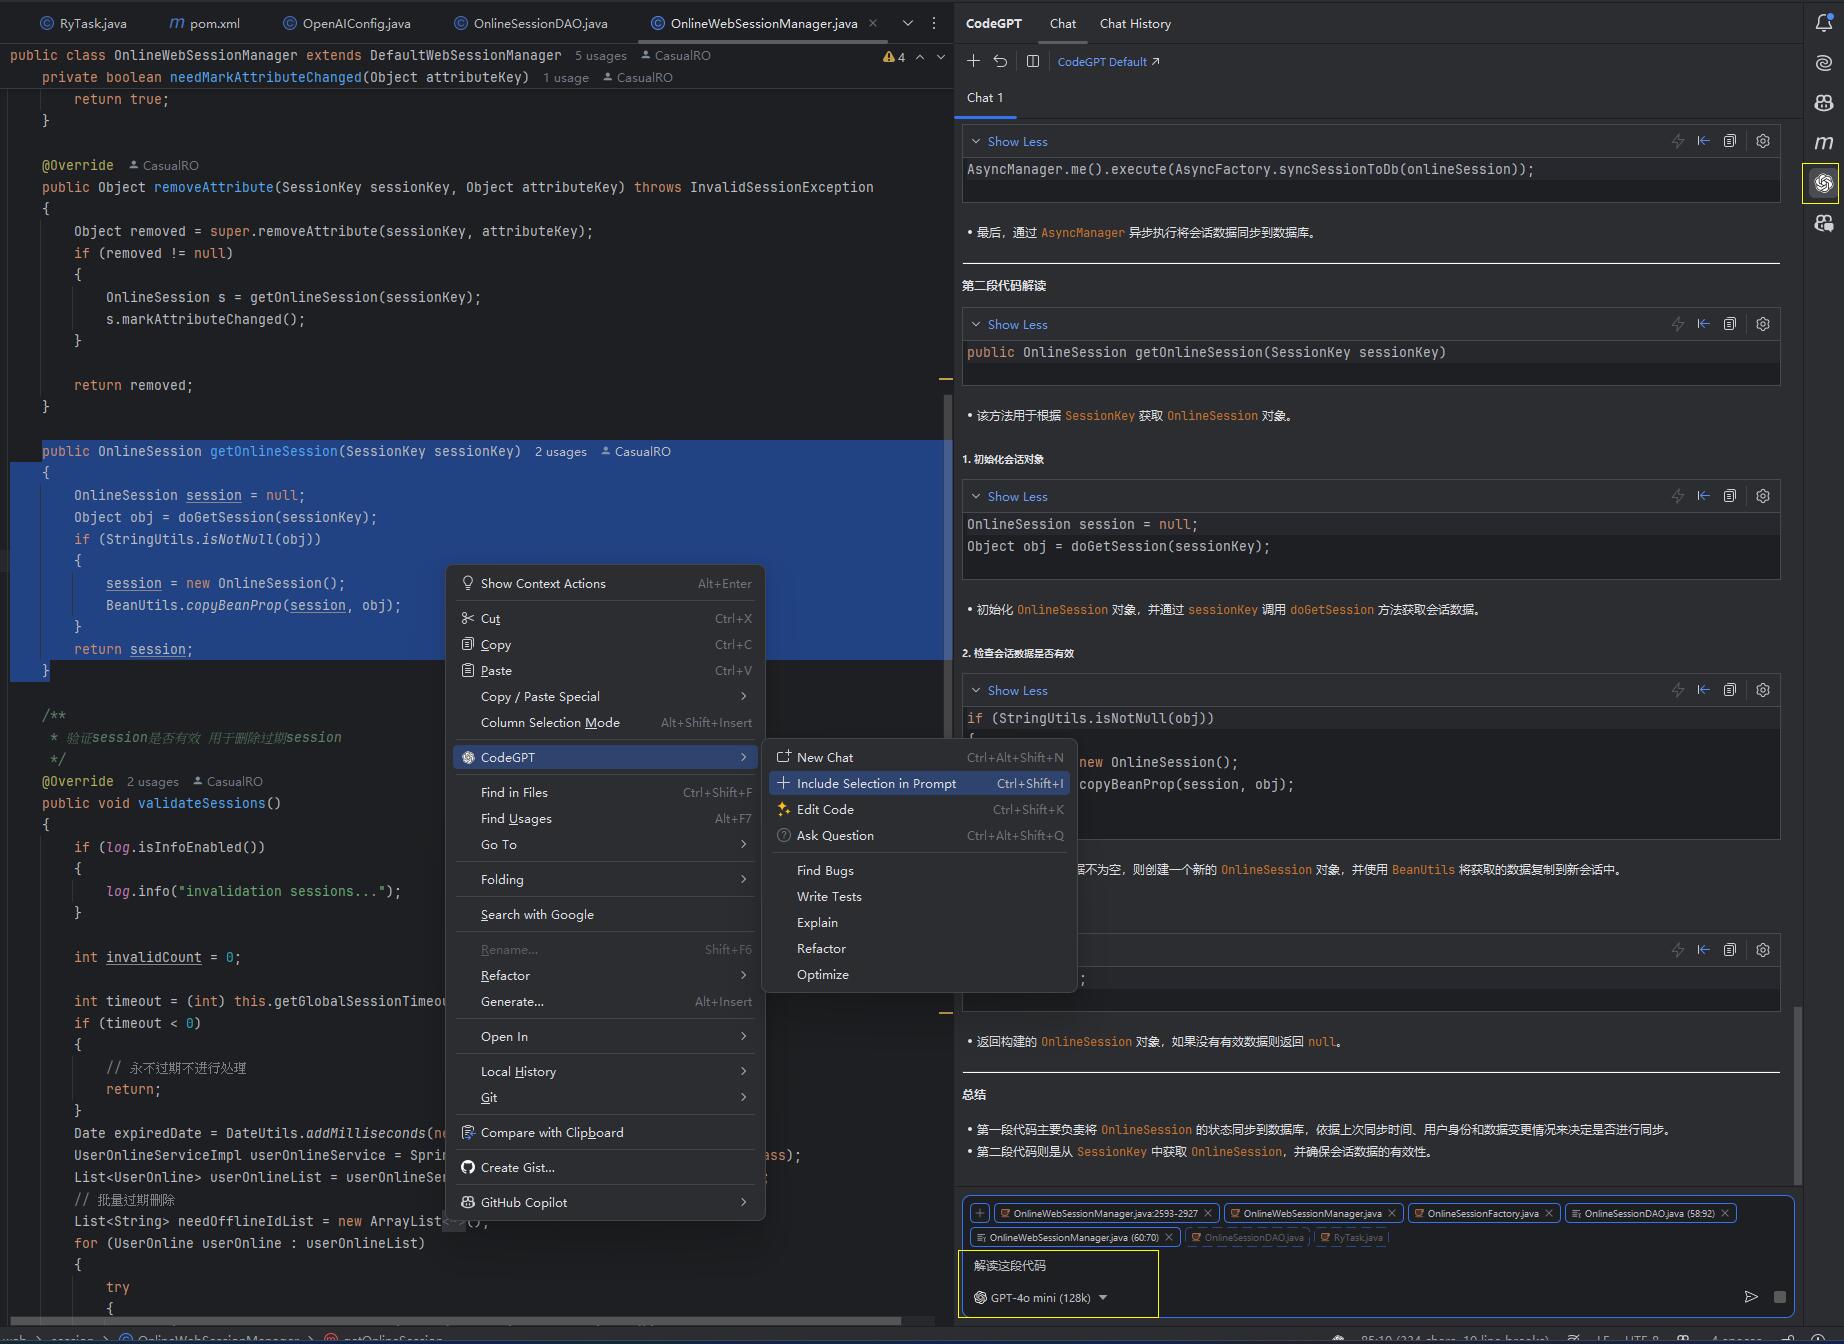 RyTask.java
pom.xml
OpenAIConfig.java
OnlineSessionDAO.java
OnlineWebSessionManager.java
public class OnlineWebSessionManager extends DefaultWebSessionManager 5 usages CasualRO
4
private boolean needMarkAttributeChanged(Object attributeKey) 1 usage CasualRO
return true;
}
@Override CasualRO
public Object removeAttribute(SessionKey sessionKey, Object attributeKey) throws InvalidSessionException
{
Object removed = super.removeAttribute(sessionKey, attributeKey);
if (removed != null)
{
OnlineSession s = getOnlineSession(sessionKey);
s.markAttributeChanged();
}
return removed;
}
public OnlineSession getOnlineSession(SessionKey sessionKey) 2 usages CasualRO
{
OnlineSession session = null;
Object obj = doGetSession(sessionKey);
if (StringUtils.isNotNull(obj))
{
session = new OnlineSession();
BeanUtils.copyBeanProp(session, obj);
}
return session;
}
/**
* 验证session是否有效 用于删除过期session
*/
@Override 2 usages CasualRO
public void validateSessions()
{
if (log.isInfoEnabled())
{
log.info("invalidation sessions...");
}
int invalidCount = 0;
int timeout = (int) this.getGlobalSessionTimeou
if (timeout < 0)
{
// 永不过期不进行处理
return;
}
Date expiredDate = DateUtils.addMilliseconds(ne
UserOnlineServiceImpl userOnlineService = Spri
ass);
List<UserOnline> userOnlineList = userOnlineSer
;
// 批量过期删除
List<String> needOfflineIdList = new ArrayList<~>();
for (UserOnline userOnline : userOnlineList)
{
try
{
Show Context Actions Alt+Enter
Cut Ctrl+X
Copy Ctrl+C
Paste Ctrl+V
Copy / Paste Special
Column Selection Mode Alt+Shift+Insert
CodeGPT
Find in Files Ctrl+Shift+F
Find Usages Alt+F7
Go To
Folding
Search with Google
Rename... Shift+F6
Refactor
Generate... Alt+Insert
Open In
Local History
Git
Compare with Clipboard
Create Gist...
GitHub Copilot
New Chat Ctrl+Alt+Shift+N
Include Selection in Prompt Ctrl+Shift+I
Edit Code Ctrl+Shift+K
Ask Question Ctrl+Alt+Shift+Q
Find Bugs
Write Tests
Explain
Refactor
Optimize
CodeGPT Chat Chat History
CodeGPT Default ↗
Chat 1
Show Less
AsyncManager.me().execute(AsyncFactory.syncSessionToDb(onlineSession));
• 最后，通过 AsyncManager 异步执行将会话数据同步到数据库。
第二段代码解读
Show Less
public OnlineSession getOnlineSession(SessionKey sessionKey)
• 该方法用于根据 SessionKey 获取 OnlineSession 对象。
1. 初始化会话对象
Show Less
OnlineSession session = null;
Object obj = doGetSession(sessionKey);
• 初始化 OnlineSession 对象，并通过 sessionKey 调用 doGetSession 方法获取会话数据。
2. 检查会话数据是否有效
Show Less
if (StringUtils.isNotNull(obj))
new OnlineSession();
copyBeanProp(session, obj);
据不为空，则创建一个新的 OnlineSession 对象，并使用 BeanUtils 将获取的数据复制到新会话中。
;
• 返回构建的 OnlineSession 对象，如果没有有效数据则返回 null。
总结
• 第一段代码主要负责将 OnlineSession 的状态同步到数据库，依据上次同步时间、用户身份和数据变更情况来决定是否进行同步。
• 第二段代码则是从 SessionKey 中获取 OnlineSession，并确保会话数据的有效性。
OnlineWebSessionManager.java:2593-2927
OnlineWebSessionManager.java
OnlineSessionFactory.java
OnlineSessionDAO.java (58:92)
OnlineWebSessionManager.java (60:70)
OnlineSessionDAO.java
RyTask.java
解读这段代码
GPT-4o mini (128k)